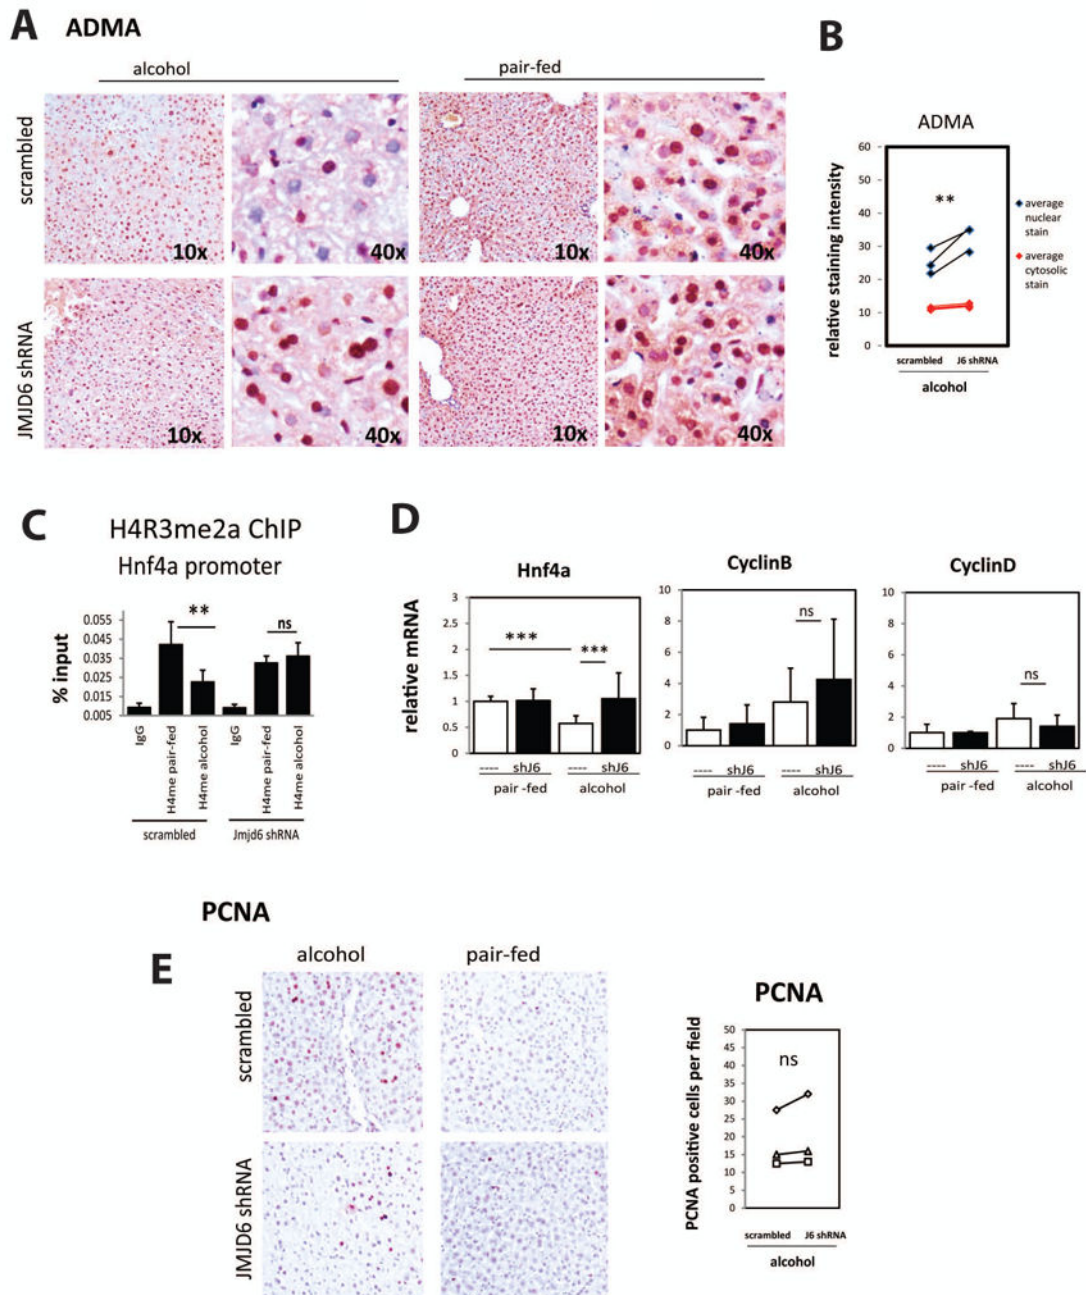 A ADMA
alcohol
pair-fed
scrambled
10x
40x
10x
40x
JMJD6 shRNA
10x
40x
10x
40x
B
ADMA
relative staining intensity
60
50
40
30
20
10
0
**
average
nuclear
stain
average
cytosolic
stain
scrambled J6 shRNA
alcohol
C
H4R3me2a ChIP
Hnf4a promoter
% input
0.055
0.045
0.035
0.025
0.015
0.005
**
ns
IgG
H4me pair-fed
H4me alcohol
IgG
H4me pair-fed
H4me alcohol
scrambled
Jmjd6 shRNA
D
Hnf4a
relative mRNA
3
2.5
2
1.5
1
0.5
0
***
***
---- shJ6 ---- shJ6
pair -fed alcohol
CyclinB
10
8
6
4
2
0
ns
---- shJ6 ---- shJ6
pair -fed alcohol
CyclinD
10
8
6
4
2
0
ns
---- shJ6 ---- shJ6
pair -fed alcohol
PCNA
E
alcohol
pair-fed
scrambled
JMJD6 shRNA
PCNA
PCNA positive cells per field
50
45
40
35
30
25
20
15
10
5
0
ns
scrambled J6 shRNA
alcohol